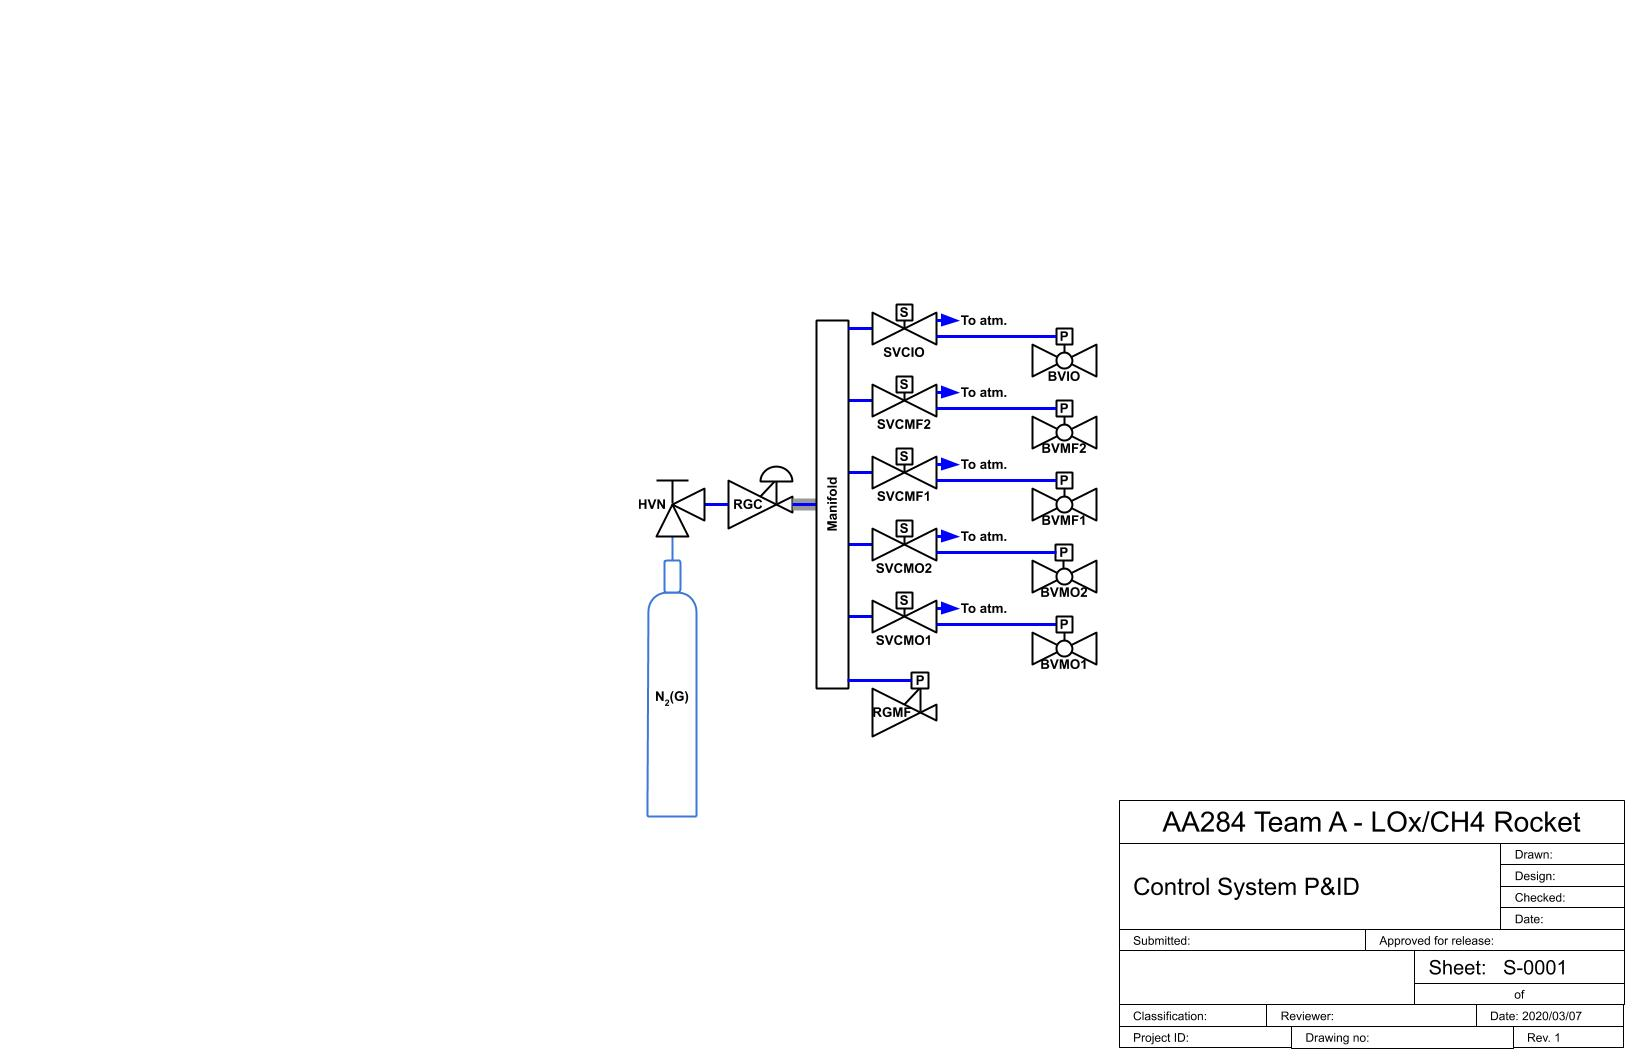 S
To atm.
SVCIO
P
BVIO
S
To atm.
SVCMF2
P
BVMF2
S
To atm.
SVCMF1
P
BVMF1
HVN
RGC
Manifold
S
To atm.
SVCMO2
P
BVMO2
S
To atm.
SVCMO1
P
BVMO1
P
RGMF
N2(G)
AA284 Team A - LOx/CH4 Rocket
Control System P&ID
Drawn:
Design:
Checked:
Date:
Submitted:
Approved for release:
Sheet: S-0001
of
Classification:
Reviewer:
Date: 2020/03/07
Project ID:
Drawing no:
Rev. 1